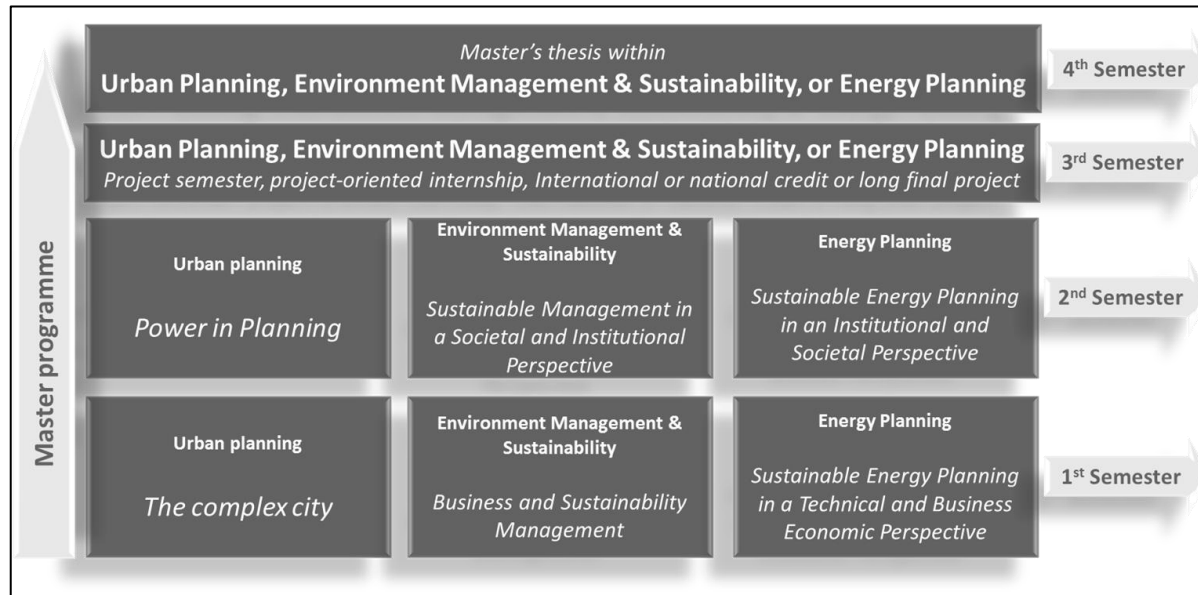 Master's thesis within
Urban Planning, Environment Management & Sustainability, or Energy Planning
4th Semester
Urban Planning, Environment Management & Sustainability, or Energy Planning
Project semester, project-oriented internship, International or national credit or long final project
3rd Semester
Urban planning
Power in Planning
Environment Management &
Sustainability
Sustainable Management in
a Societal and Institutional
Perspective
Energy Planning
Sustainable Energy Planning
in an Institutional and
Societal Perspective
2nd Semester
Urban planning
The complex city
Environment Management &
Sustainability
Business and Sustainability
Management
Energy Planning
Sustainable Energy Planning
in a Technical and Business
Economic Perspective
1st Semester
Master programme